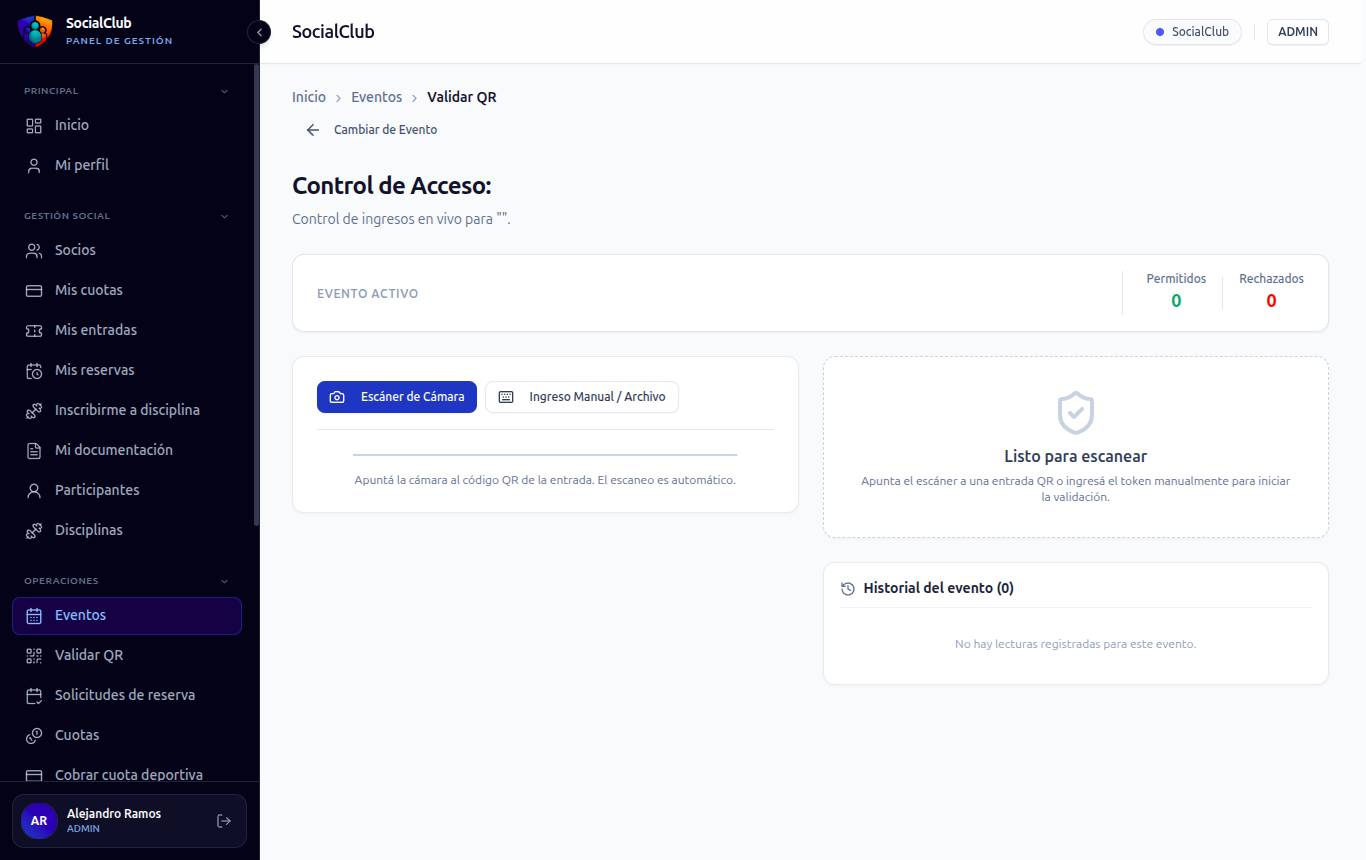 SocialClub
PANEL DE GESTIÓN
PRINCIPAL
Inicio
Mi perfil
GESTIÓN SOCIAL
Socios
Mis cuotas
Mis entradas
Mis reservas
Inscribirme a disciplina
Mi documentación
Participantes
Disciplinas
OPERACIONES
Eventos
Validar QR
Solicitudes de reserva
Cuotas
Cobrar cuota deportiva
AR
Alejandro Ramos
ADMIN
SocialClub
SocialClub
ADMIN
Inicio > Eventos > Validar QR
Cambiar de Evento
Control de Acceso:
Control de ingresos en vivo para "".
EVENTO ACTIVO
Permitidos
0
Rechazados
0
Escáner de Cámara
Ingreso Manual / Archivo
Apuntá la cámara al código QR de la entrada. El escaneo es automático.
Listo para escanear
Apunta el escáner a una entrada QR o ingresá el token manualmente para iniciar
la validación.
Historial del evento (0)
No hay lecturas registradas para este evento.